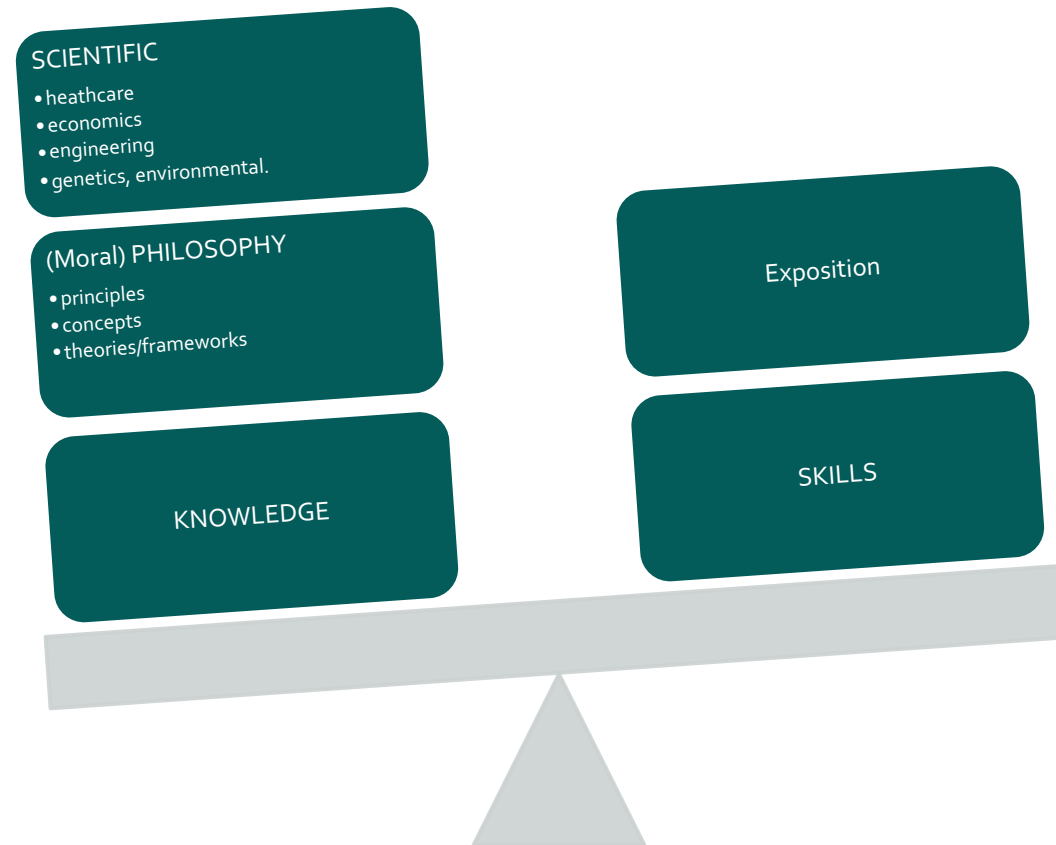 SCIENTIFIC
•heathcare
•economics
•engineering
•genetics, environmental.
(Moral) PHILOSOPHY
•principles
•concepts
•theories/frameworks
KNOWLEDGE
Exposition
SKILLS